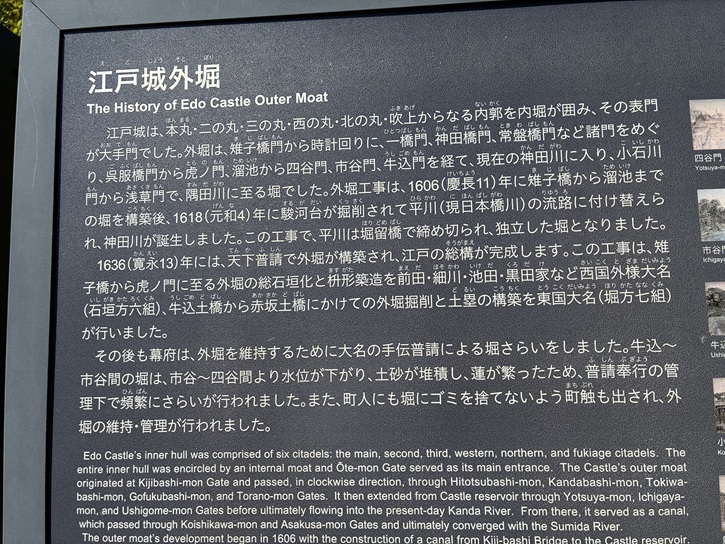 江戸城外堀
The History of Edo Castle Outer Moat
江戸城は、本丸・二の丸・三の丸・西の丸・北の丸・吹上からなる内郭を内堀が囲み、その表門
が大手門でした。外堀は、雉子橋門から時計回りに、一橋門、神田橋門、常盤橋門など諸門をめぐ
り、呉服橋門から虎ノ門、溜池から四谷門、市谷門、牛込門を経て、現在の神田川に入り、小石川
門から浅草門で、隅田川に至る堀でした。外堀工事は、1606(慶長11)年に雉子橋から溜池まで
の堀を構築後、1618(元和4)年に駿河台が掘削されて平川(現日本橋川)の流路に付け替えら
れ、神田川が誕生しました。この工事で、平川は堀留橋で締め切られ、独立した堀となりました。
1636(寛永13)年には、天下普請で外堀が構築され、江戸の総構が完成します。この工事は、雉
子橋から虎ノ門に至る外堀の総石垣化と枡形築造を前田・細川・池田・黒田家など西国外様大名
(石垣方六組)、牛込土橋から赤坂土橋にかけての外堀掘削と土塁の構築を東国大名(堀方七組)
が行いました。
その後も幕府は、外堀を維持するために大名の手伝普請による堀さらいをしました。牛込〜
市谷間の堀は、市谷〜四谷間より水位が下がり、土砂が堆積し、蓮が繁ったため、普請奉行の管
理下で頻繁にさらいが行われました。また、町人にも堀にゴミを捨てないよう町触も出され、外
堀の維持・管理が行われました。
Edo Castle's inner hull was comprised of six citadels: the main, second, third, western, northern, and fukiage citadels. The
entire inner hull was encircled by an internal moat and Ōte-mon Gate served as its main entrance. The Castle's outer moat
originated at Kijibashi-mon Gate and passed, in clockwise direction, through Hitotsubashi-mon, Kandabashi-mon, Tokiwa-
bashi-mon, Gofukubashi-mon, and Torano-mon Gates. It then extended from Castle reservoir through Yotsuya-mon, Ichigaya-
mon, and Ushigome-mon Gates before ultimately flowing into the present-day Kanda River. From there, it served as a canal,
which passed through Koishikawa-mon and Asakusa-mon Gates and ultimately converged with the Sumida River.
The outer moat's development began in 1606 with the construction of a canal from Kiji-bashi Bridge to the Castle reservoir.
四谷門
Yotsuya-m
市谷門
Ichigaya
牛込
Ushi
小
Ko